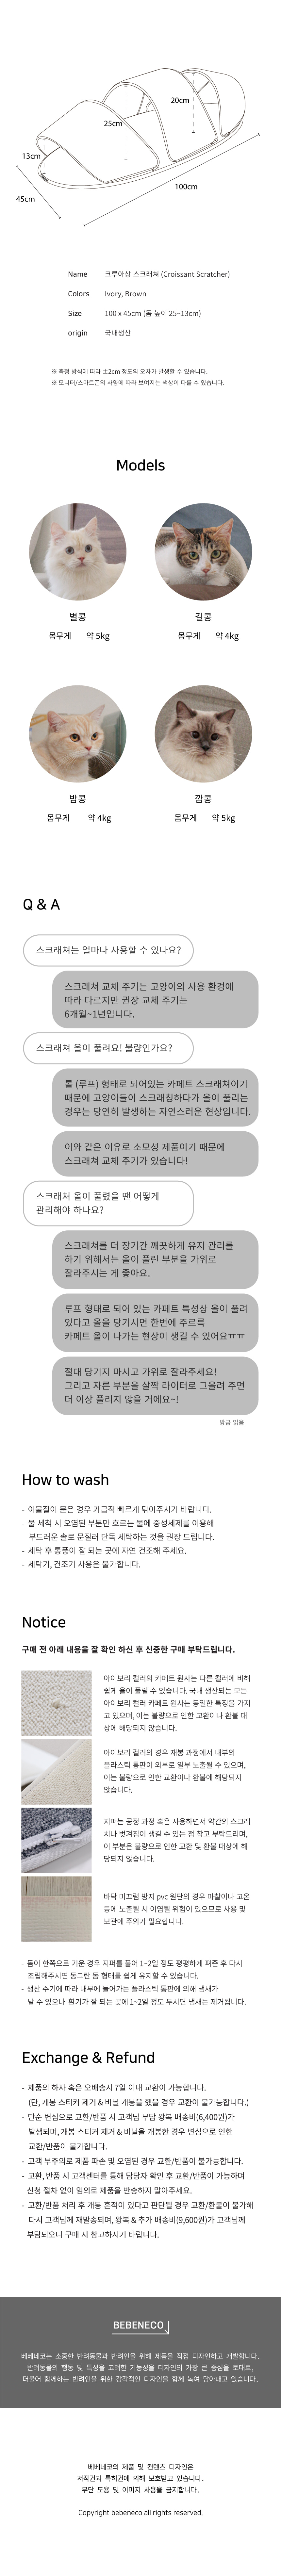 20cm
25cm
13cm
45cm
100cm
Name 크루아상 스크래쳐 (Croissant Scratcher)
Colors Ivory, Brown
Size 100 x 45cm (돔 높이 25~13cm)
origin 국내생산
※ 측정 방식에 따라 ±2cm 정도의 오차가 발생할 수 있습니다.
※ 모니터/스마트폰의 사양에 따라 보여지는 색상이 다를 수 있습니다.
Models
별콩
몸무게 약 5kg
길콩
몸무게 약 4kg
밤콩
몸무게 약 4kg
깜콩
몸무게 약 5kg
Q & A
스크래쳐는 얼마나 사용할 수 있나요?
스크래쳐 교체 주기는 고양이의 사용 환경에
따라 다르지만 권장 교체 주기는
6개월~1년입니다.
스크래쳐 올이 풀려요! 불량인가요?
롤 (루프) 형태로 되어있는 카페트 스크래쳐이기
때문에 고양이들이 스크래칭하다가 올이 풀리는
경우는 당연히 발생하는 자연스러운 현상입니다.
이와 같은 이유로 소모성 제품이기 때문에
스크래쳐 교체 주기가 있습니다!
스크래쳐 올이 풀렸을 땐 어떻게
관리해야 하나요?
스크래쳐를 더 장기간 깨끗하게 유지 관리를
하기 위해서는 올이 풀린 부분을 가위로
잘라주시는 게 좋아요.
루프 형태로 되어 있는 카페트 특성상 올이 풀려
있다고 올을 당기시면 한번에 주르륵
카페트 올이 나가는 현상이 생길 수 있어요ㅠㅠ
절대 당기지 마시고 가위로 잘라주세요!
그리고 자른 부분을 살짝 라이터로 그을려 주면
더 이상 풀리지 않을 거에요~!
방금 읽음
How to wash
- 이물질이 묻은 경우 가급적 빠르게 닦아주시기 바랍니다.
- 물 세척 시 오염된 부분만 흐르는 물에 중성세제를 이용해
부드러운 솔로 문질러 단독 세탁하는 것을 권장 드립니다.
- 세탁 후 통풍이 잘 되는 곳에 자연 건조해 주세요.
- 세탁기, 건조기 사용은 불가합니다.
Notice
구매 전 아래 내용을 잘 확인 하신 후 신중한 구매 부탁드립니다.
아이보리 컬러의 카페트 원사는 다른 컬러에 비해
쉽게 올이 풀릴 수 있습니다. 국내 생산되는 모든
아이보리 컬러 카페트 원사는 동일한 특징을 가지
고 있으며, 이는 불량으로 인한 교환이나 환불 대
상에 해당되지 않습니다.
아이보리 컬러의 경우 재봉 과정에서 내부의
플라스틱 통판이 외부로 일부 노출될 수 있으며,
이는 불량으로 인한 교환이나 환불에 해당되지
않습니다.
지퍼는 공정 과정 혹은 사용하면서 약간의 스크래
치나 벗겨짐이 생길 수 있는 점 참고 부탁드리며,
이 부분은 불량으로 인한 교환 및 환불 대상에 해
당되지 않습니다.
바닥 미끄럼 방지 pvc 원단의 경우 마찰이나 고온
등에 노출될 시 이염될 위험이 있으므로 사용 및
보관에 주의가 필요합니다.
- 돔이 한쪽으로 기운 경우 지퍼를 풀어 1~2일 정도 평평하게 펴준 후 다시
조립해주시면 동그란 돔 형태를 쉽게 유지할 수 있습니다.
- 생산 주기에 따라 내부에 들어가는 플라스틱 통판에 의해 냄새가
날 수 있으나 환기가 잘 되는 곳에 1~2일 정도 두시면 냄새는 제거됩니다.
Exchange & Refund
- 제품의 하자 혹은 오배송시 7일 이내 교환이 가능합니다.
(단, 개봉 스티커 제거 & 비닐 개봉을 했을 경우 교환이 불가능합니다.)
- 단순 변심으로 교환/반품 시 고객님 부담 왕복 배송비(6,400원)가
발생되며, 개봉 스티커 제거 & 비닐을 개봉한 경우 변심으로 인한
교환/반품이 불가합니다.
- 고객 부주의로 제품 파손 및 오염된 경우 교환/반품이 불가능합니다.
- 교환, 반품 시 고객센터를 통해 담당자 확인 후 교환/반품이 가능하며
신청 절차 없이 임의로 제품을 반송하지 말아주세요.
- 교환/반품 처리 후 개봉 흔적이 있다고 판단될 경우 교환/환불이 불가해
다시 고객님께 재발송되며, 왕복 & 추가 배송비(9,600원)가 고객님께
부담되오니 구매 시 참고하시기 바랍니다.
BEBENECO
베베네코는 소중한 반려동물과 반려인을 위해 제품을 직접 디자인하고 개발합니다.
반려동물의 행동 및 특성을 고려한 기능성을 디자인의 가장 큰 중심을 토대로,
더불어 함께하는 반려인을 위한 감각적인 디자인을 함께 녹여 담아내고 있습니다.
베베네코의 제품 및 컨텐츠 디자인은
저작권과 특허권에 의해 보호받고 있습니다.
무단 도용 및 이미지 사용을 금지합니다.
Copyright bebeneco all rights reserved.